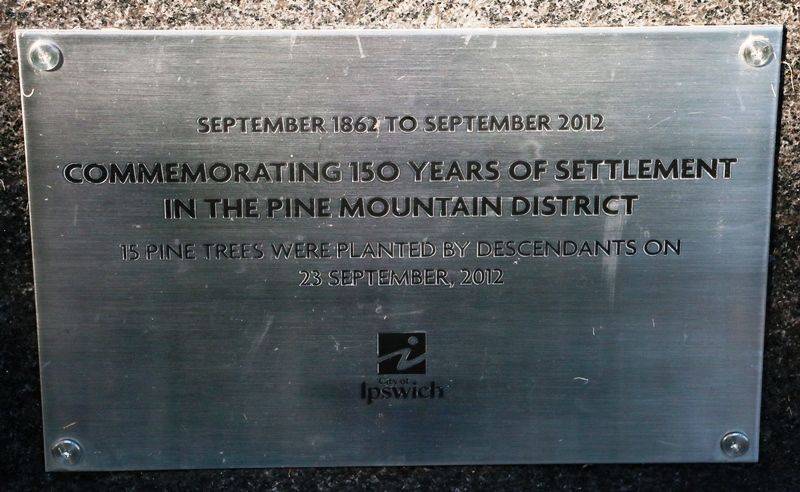 SEPTEMBER 1862 TO SEPTEMBER 2012
COMMEMORATING 150 YEARS OF SETTLEMENT
IN THE PINE MOUNTAIN DISTRICT
15 PINE TREES WERE PLANTED BY DESCENDANTS ON
23 SEPTEMBER, 2012
City of
Ipswich